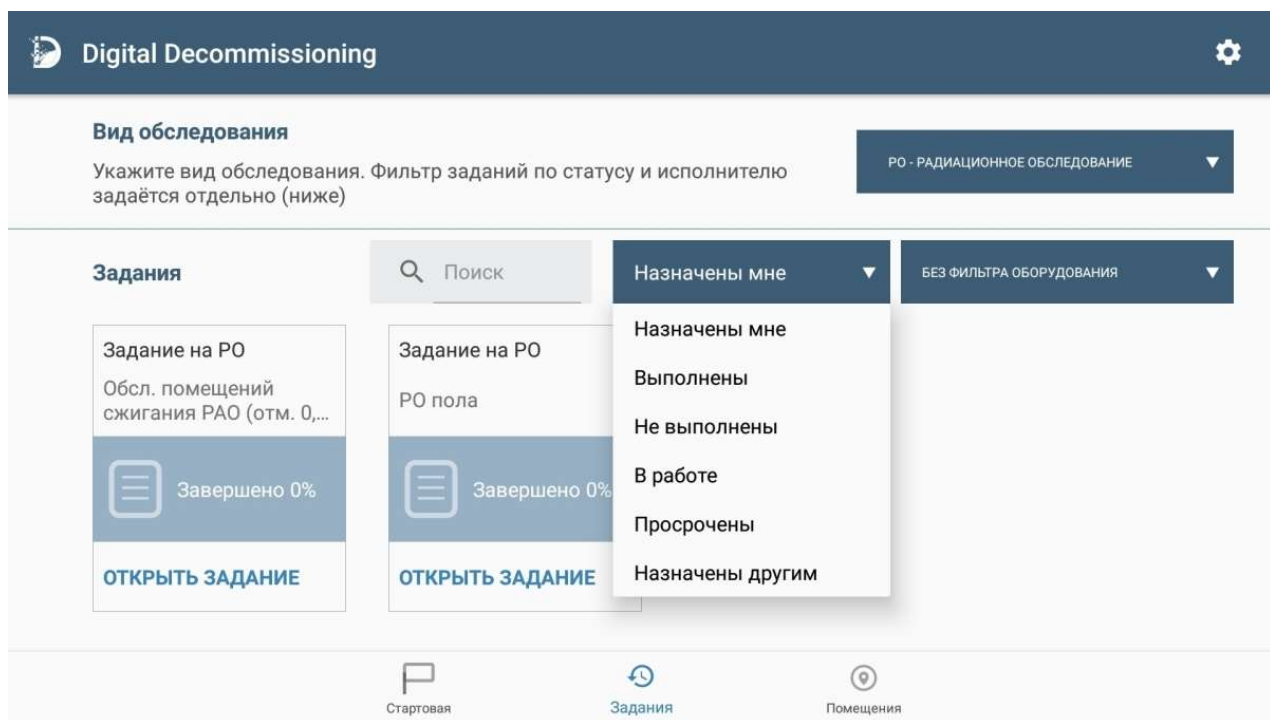 Digital Decommissioning
Вид обследования
Укажите вид обследования. Фильтр заданий по статусу и исполнителю
задаётся отдельно (ниже)
РО - РАДИАЦИОННОЕ ОБСЛЕДОВАНИЕ
Задания
Поиск
Назначены мне
БЕЗ ФИЛЬТРА ОБОРУДОВАНИЯ
Назначены мне
Выполнены
Не выполнены
В работе
Просрочены
Назначены другим
Задание на РО
Обсл. помещений
сжигания РАО (отм. 0,...
Завершено 0%
ОТКРЫТЬ ЗАДАНИЕ
Задание на РО
РО пола
Завершено 0%
ОТКРЫТЬ ЗАДАНИЕ
Стартовая
Задания
Помещения